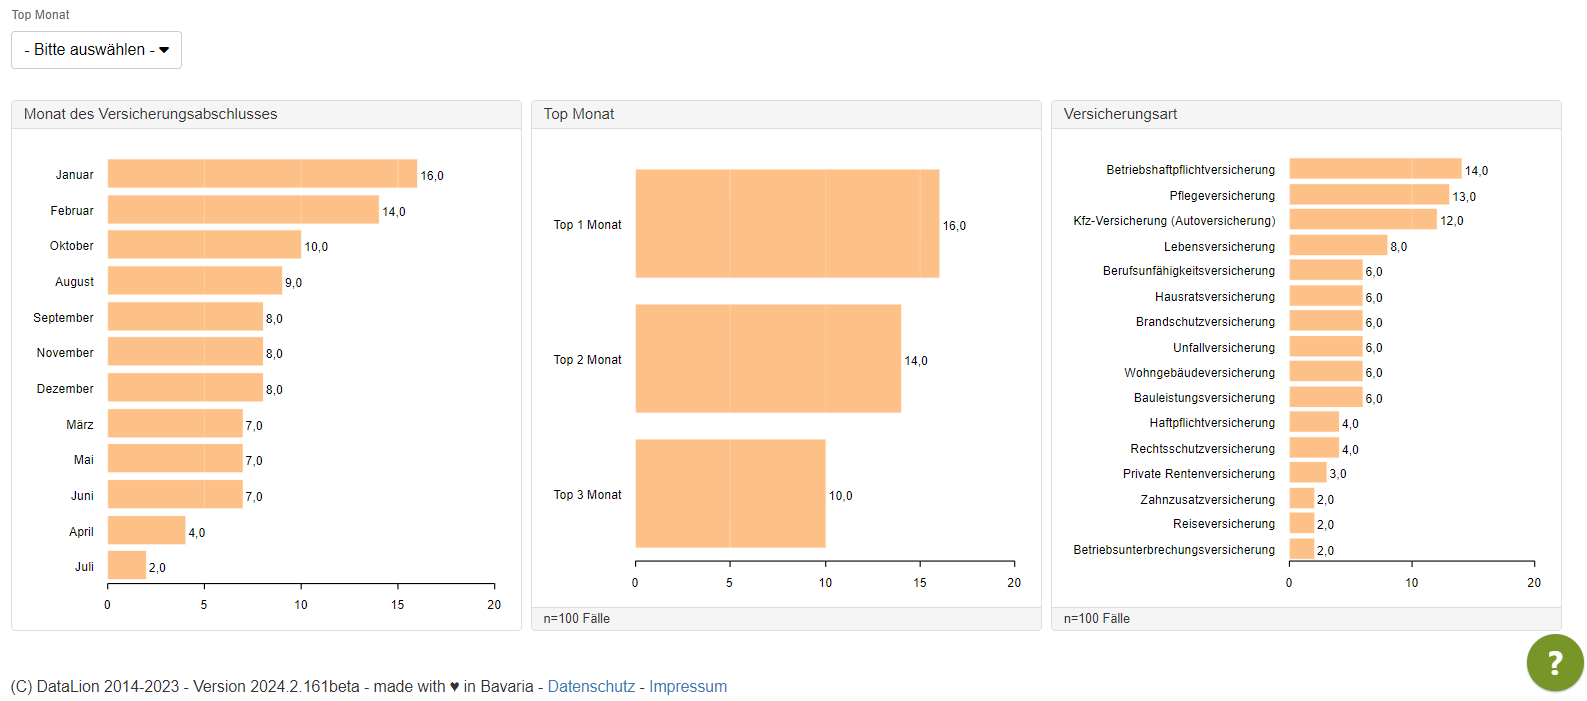 Top Monat
- Bitte auswählen -
Monat des Versicherungsabschlusses
Januar 16,0
Februar 14,0
Oktober 10,0
August 9,0
September 8,0
November 8,0
Dezember 8,0
März 7,0
Mai 7,0
Juni 7,0
April 4,0
Juli 2,0
0 5 10 15 20
Top Monat
Top 1 Monat 16,0
Top 2 Monat 14,0
Top 3 Monat 10,0
0 5 10 15 20
n=100 Fälle
Versicherungsart
Betriebshaftpflichtversicherung 14,0
Pflegeversicherung 13,0
Kfz-Versicherung (Autoversicherung) 12,0
Lebensversicherung 8,0
Berufsunfähigkeitsversicherung 6,0
Hausratsversicherung 6,0
Brandschutzversicherung 6,0
Unfallversicherung 6,0
Wohngebäudeversicherung 6,0
Bauleistungsversicherung 6,0
Haftpflichtversicherung 4,0
Rechtsschutzversicherung 4,0
Private Rentenversicherung 3,0
Zahnzusatzversicherung 2,0
Reiseversicherung 2,0
Betriebsunterbrechungsversicherung 2,0
0 10 20
n=100 Fälle
?
(C) DataLion 2014-2023 - Version 2024.2.161beta - made with ♥ in Bavaria - Datenschutz - Impressum